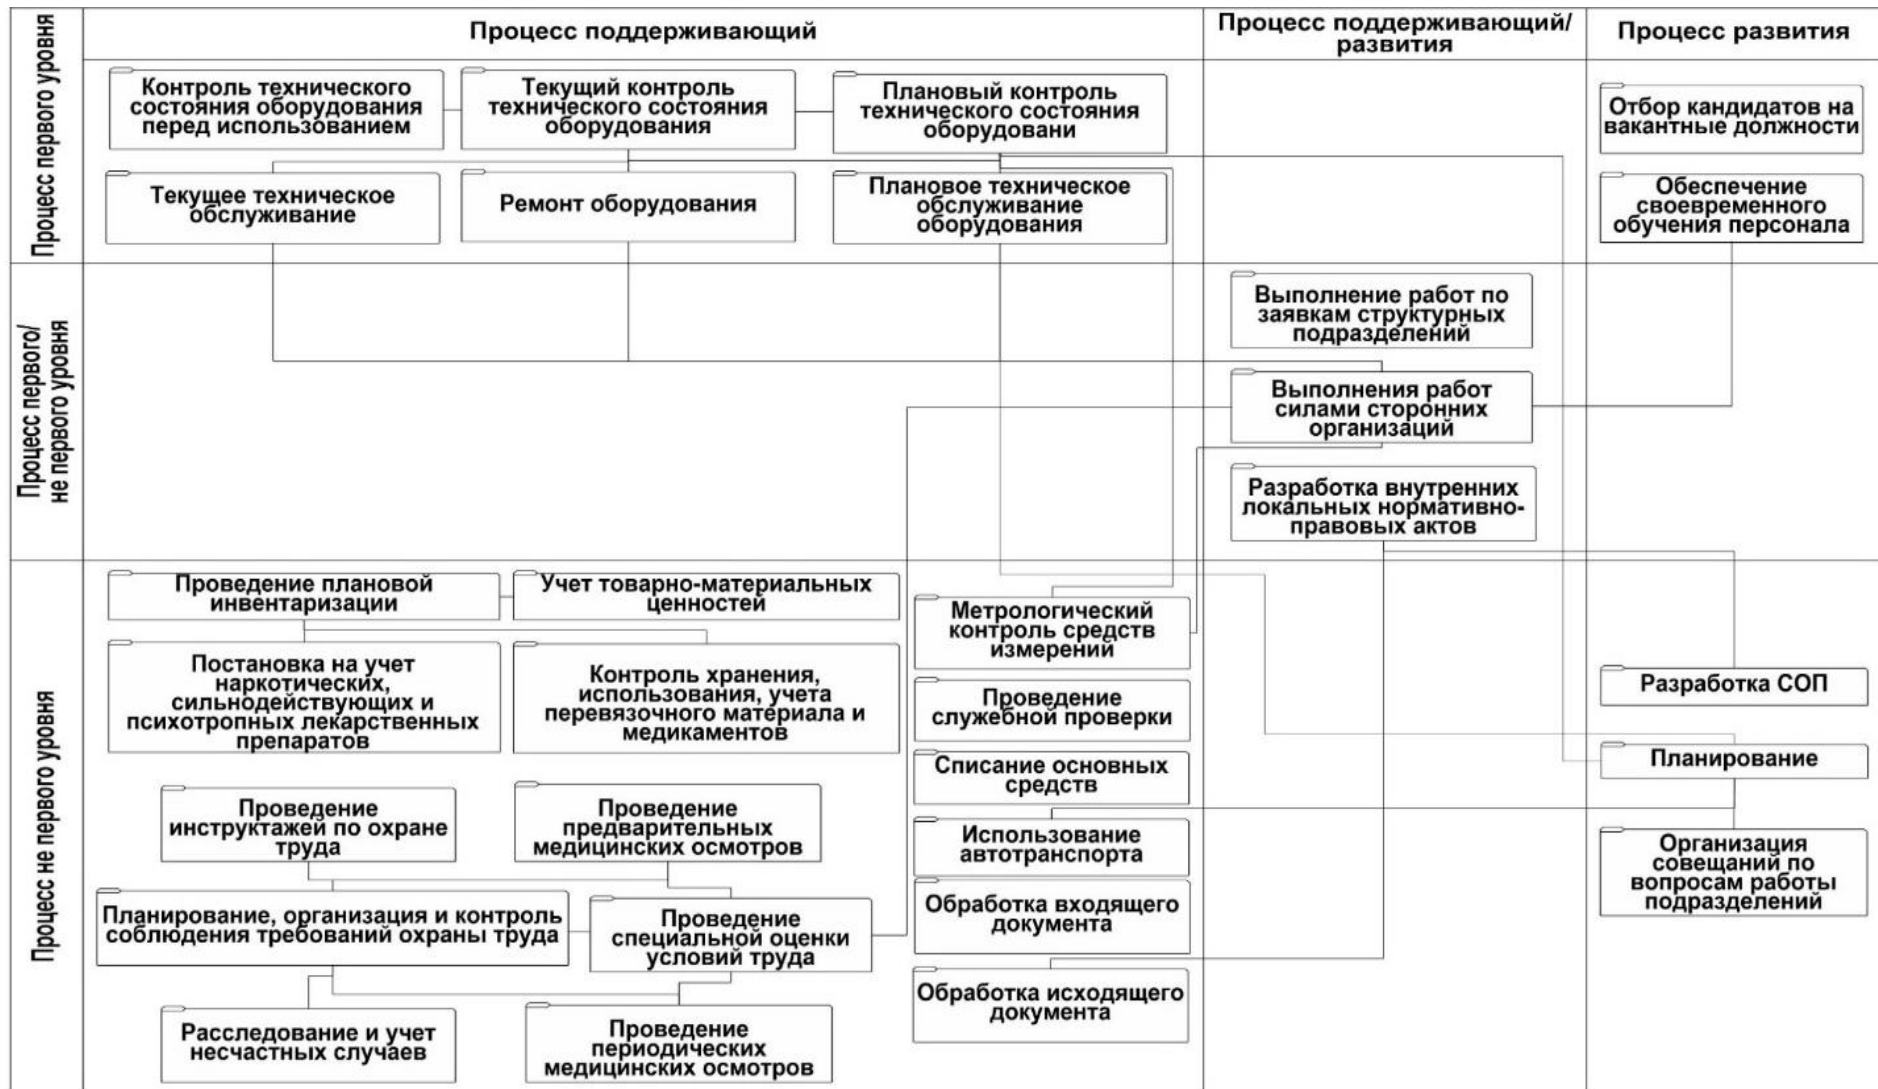 Процесс поддерживающий
Процесс поддерживающий/
развития
Процесс развития
Процесс первого уровня
Контроль технического
состояния оборудования
перед использованием
Текущий контроль
технического состояния
оборудования
Плановый контроль
технического состояния
оборудовани
Отбор кандидатов на
вакантные должности
Текущее техническое
обслуживание
Ремонт оборудования
Плановое техническое
обслуживание
оборудования
Обеспечение
своевременного
обучения персонала
Процесс первого/
не первого уровня
Выполнение работ по
заявкам структурных
подразделений
Выполнения работ
силами сторонних
организаций
Разработка внутренних
локальных нормативно-
правовых актов
Процесс не первого уровня
Проведение плановой
инвентаризации
Учет товарно-материальных
ценностей
Метрологический
контроль средств
измерений
Постановка на учет
наркотических,
сильнодействующих и
психотропных лекарственных
препаратов
Контроль хранения,
использования, учета
перевязочного материала и
медикаментов
Проведение
служебной проверки
Разработка СОП
Списание основных
средств
Планирование
Проведение
инструктажей по охране
труда
Проведение
предварительных
медицинских осмотров
Использование
автотранспорта
Организация
совещаний по
вопросам работы
подразделений
Планирование, организация и контроль
соблюдения требований охраны труда
Проведение
специальной оценки
условий труда
Обработка входящего
документа
Обработка исходящего
документа
Расследование и учет
несчастных случаев
Проведение
периодических
медицинских осмотров